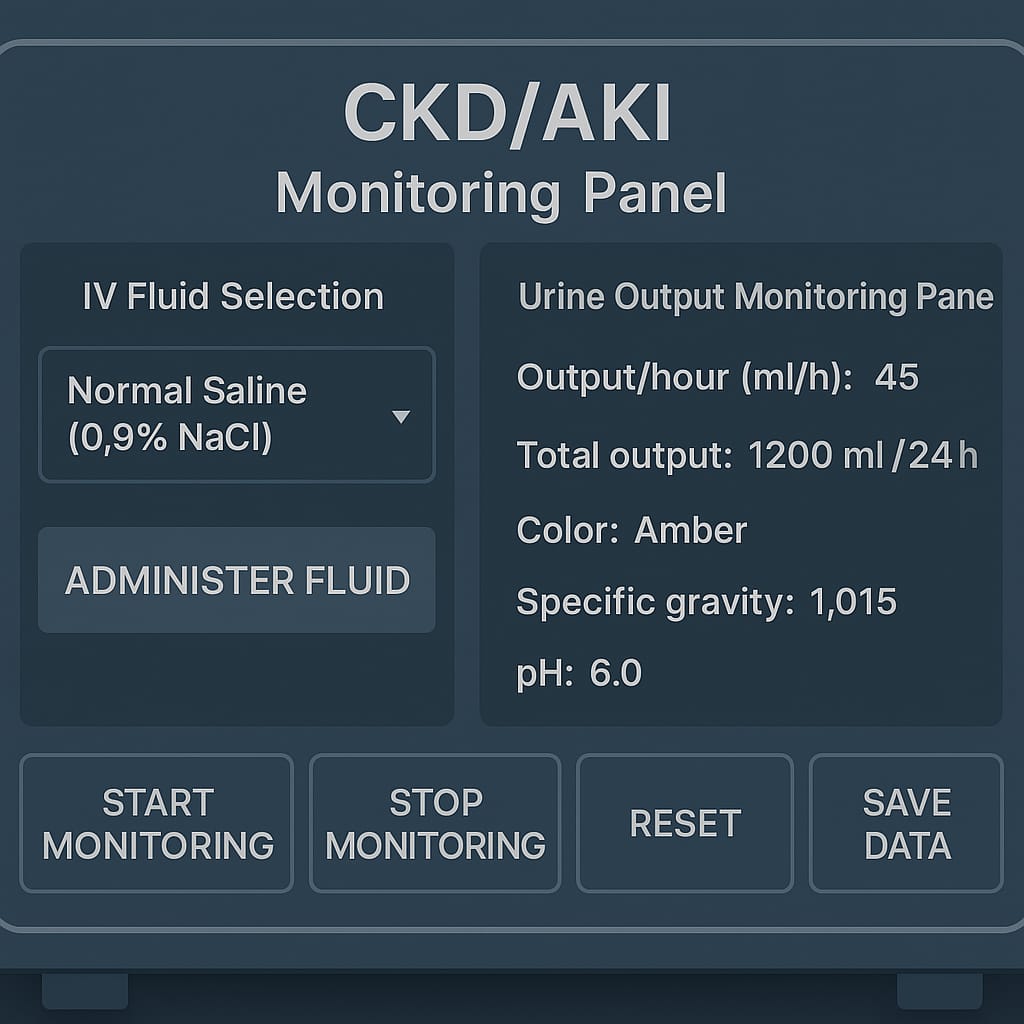 CKD/AKI
Monitoring Panel
IV Fluid Selection
Normal Saline
(0,9% NaCl)
ADMINISTER FLUID
Urine Output Monitoring Pane
Output/hour (ml/h): 45
Total output: 1200 ml/24h
Color: Amber
Specific gravity: 1,015
pH: 6.0
START
MONITORING
STOP
MONITORING
RESET
SAVE
DATA